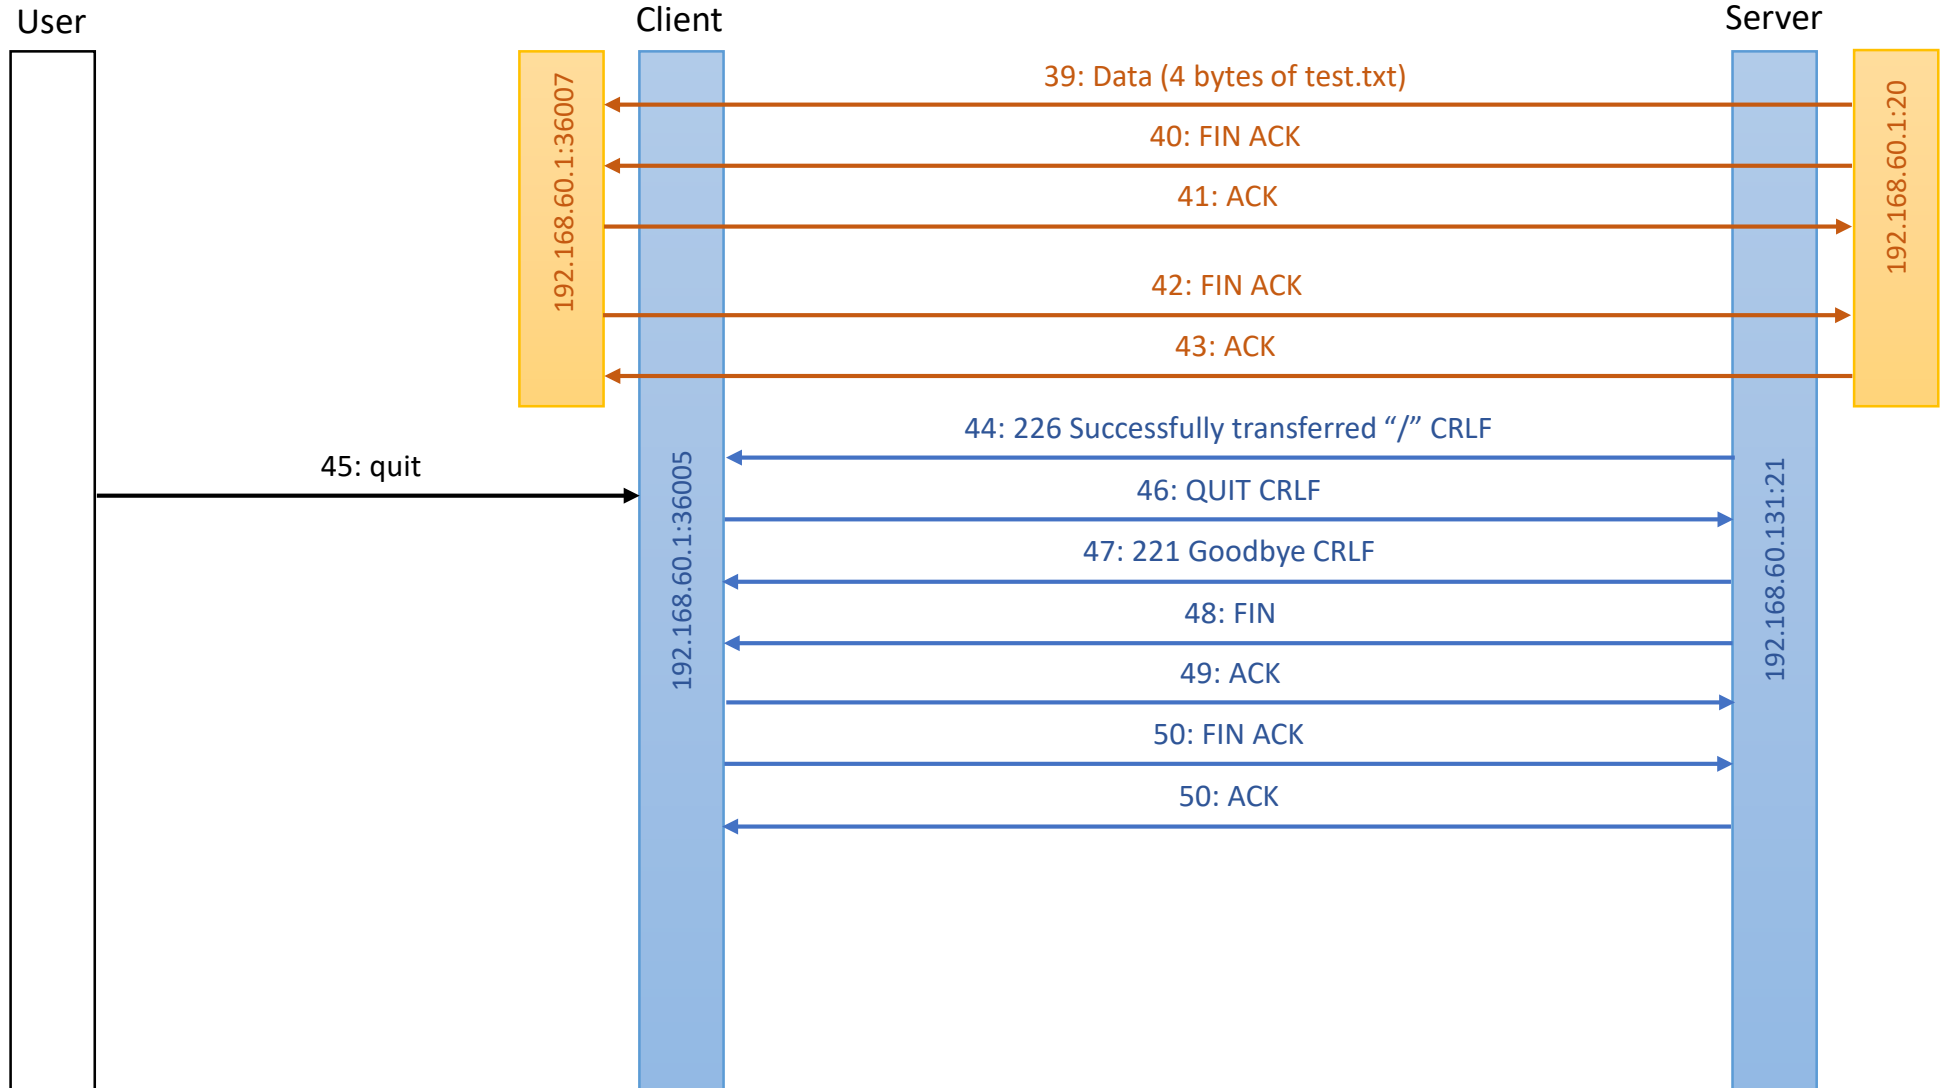 User
Client
Server
192.168.60.1:36007
192.168.60.1:20
39: Data (4 bytes of test.txt)
40: FIN ACK
41: ACK
42: FIN ACK
43: ACK
44: 226 Successfully transferred “/” CRLF
45: quit
192.168.60.1:36005
192.168.60.131:21
46: QUIT CRLF
47: 221 Goodbye CRLF
48: FIN
49: ACK
50: FIN ACK
50: ACK